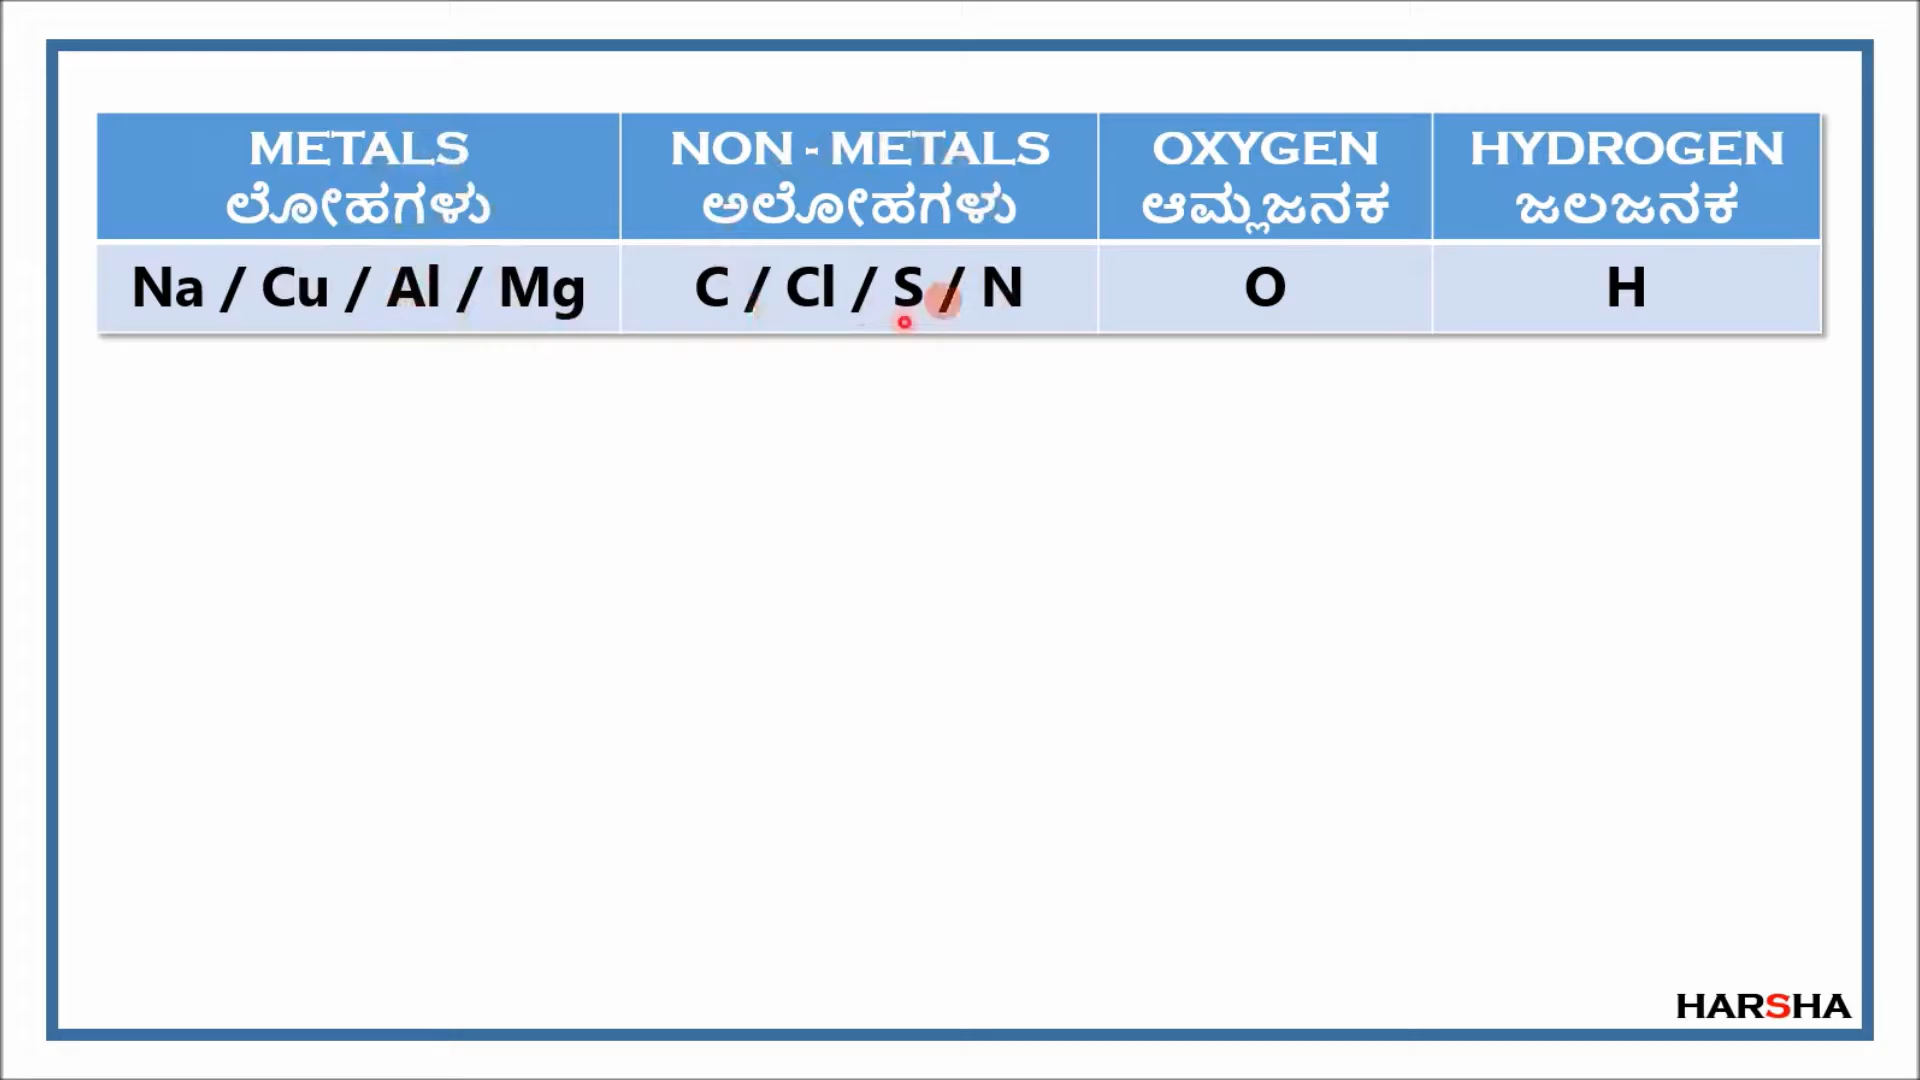 METALS
ಲೋಹಗಳು
NON - METALS
ಅಲೋಹಗಳು
OXYGEN
ಆಮ್ಲಜನಕ
HYDROGEN
ಜಲಜನಕ
Na / Cu / Al / Mg
C / Cl / S / N
O
H
HARSHA